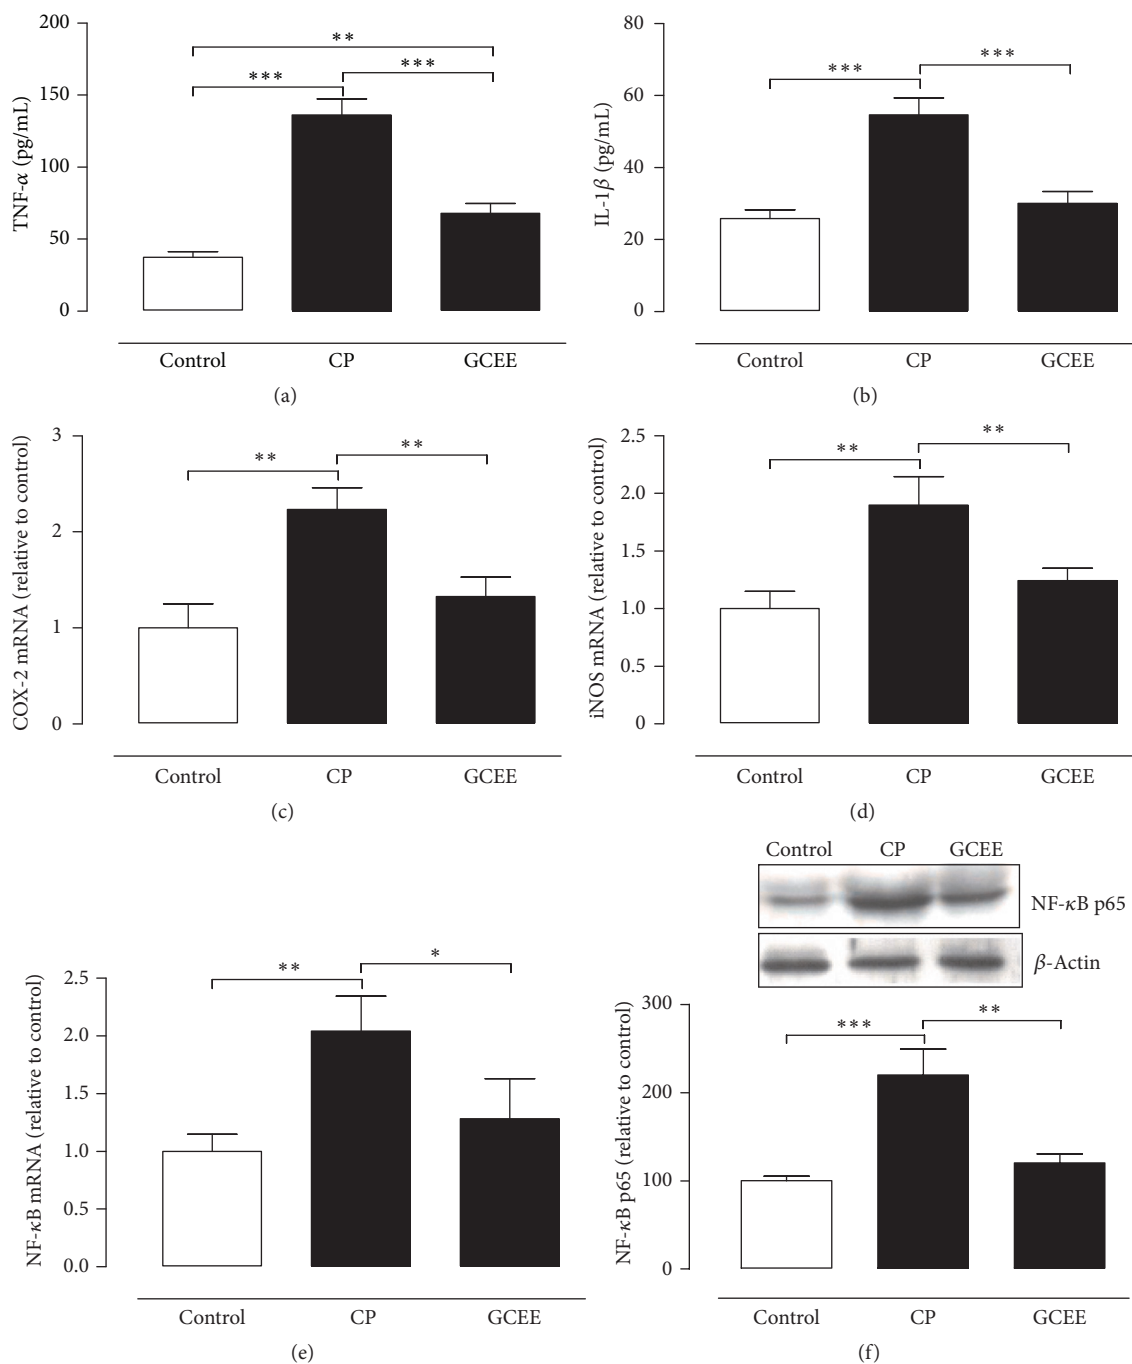 200
150
100
50
0
TNF-α (pg/mL)
**
***
***
Control CP GCEE
(a)
80
60
40
20
0
IL-1β (pg/mL)
***
***
Control CP GCEE
(b)
3
2
1
0
COX-2 mRNA (relative to control)
**
**
Control CP GCEE
(c)
2.5
2.0
1.5
1.0
0.5
0
iNOS mRNA (relative to control)
**
**
Control CP GCEE
(d)
2.5
2.0
1.5
1.0
0.5
0.0
NF-κB mRNA (relative to control)
**
*
Control CP GCEE
(e)
Control CP GCEE
NF-κB p65
β-Actin
300
200
100
0
NF-κB p65 (relative to control)
***
**
Control CP GCEE
(f)